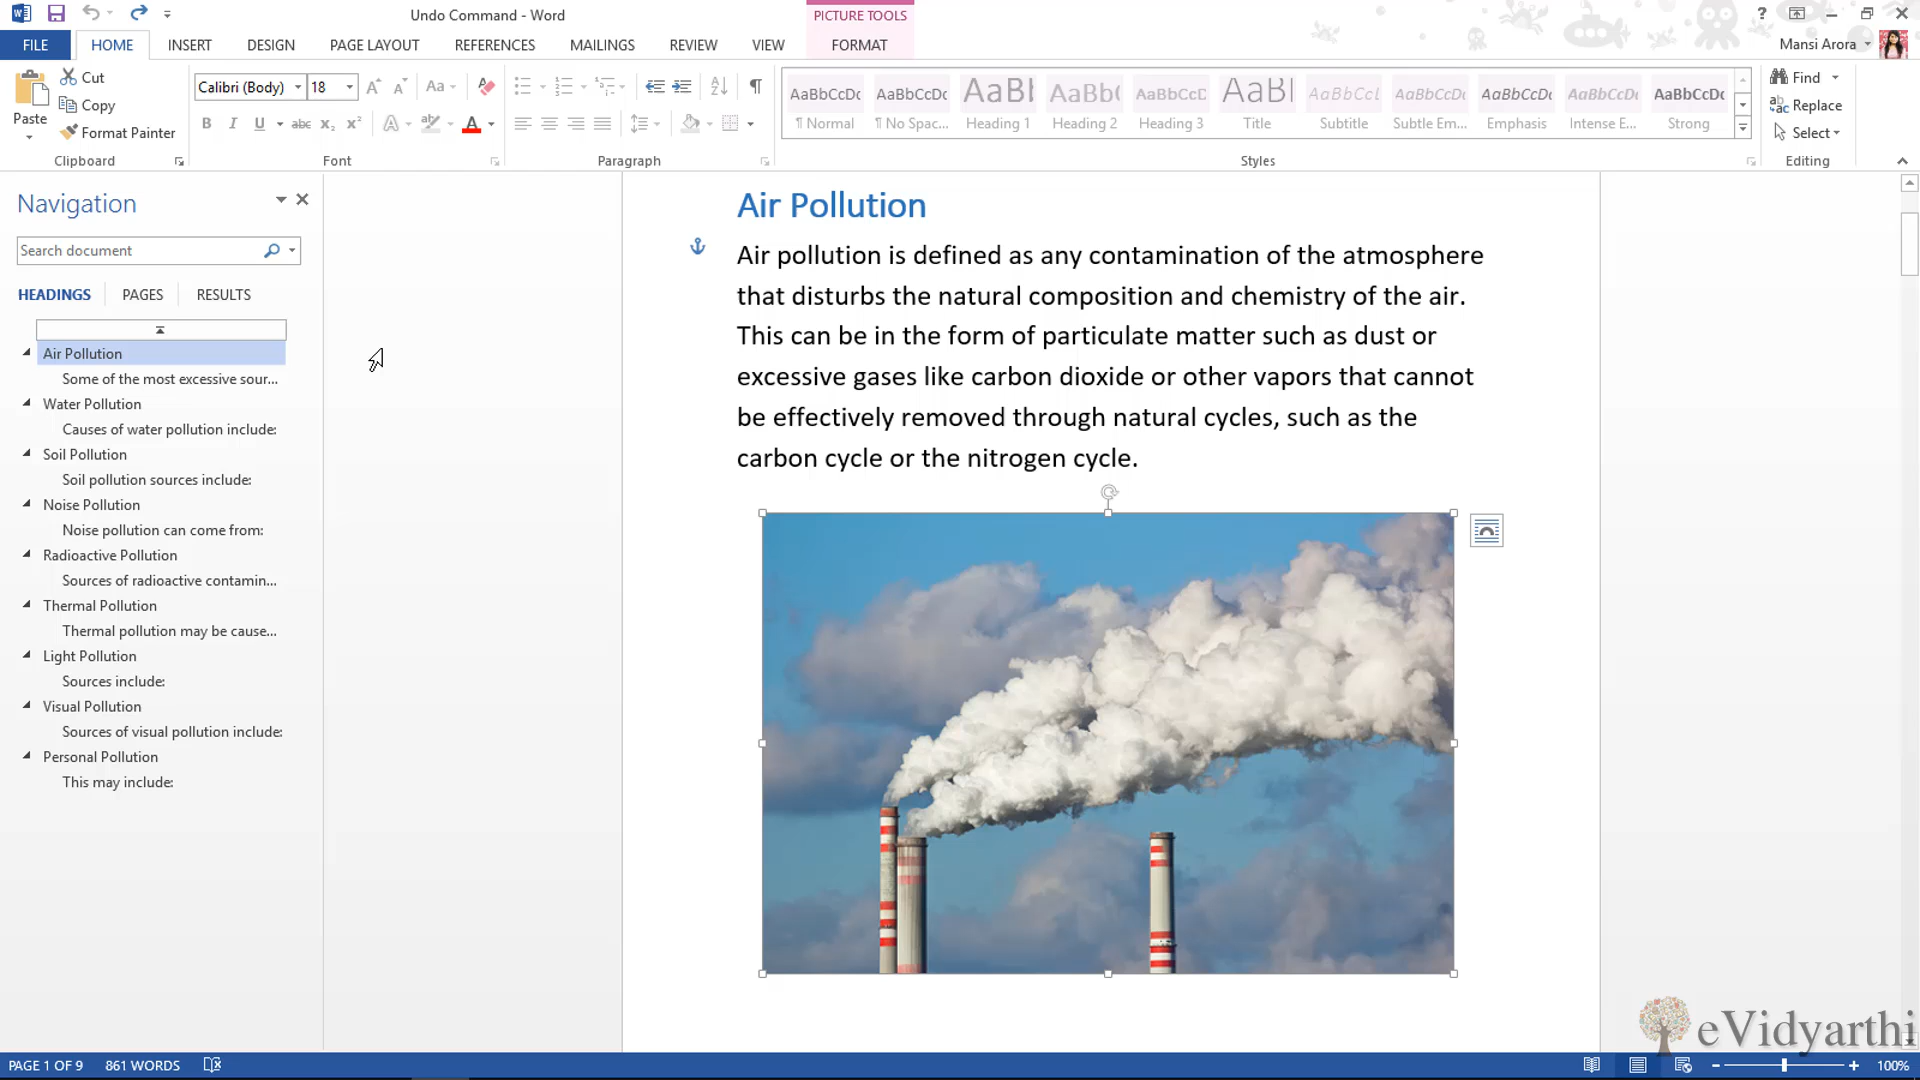 Undo Command - Word
PICTURE TOOLS
FILE
HOME
INSERT
DESIGN
PAGE LAYOUT
REFERENCES
MAILINGS
REVIEW
VIEW
FORMAT
Mansi Arora
Paste
Cut
Copy
Format Painter
Clipboard
Calibri (Body)
18
Aa
B I U abc x₂ x²
Font
Paragraph
AaBbCcDc
¶ Normal
AaBbCcDc
¶ No Spac...
AaBl
Heading 1
AaBb(
Heading 2
AaBbCcD
Heading 3
AaBl
Title
AaBbCcL
Subtitle
AaBbCcDı
Subtle Em...
AaBbCcDı
Emphasis
AaBbCcDı
Intense E...
AaBbCcDc
Strong
Styles
Find
Replace
Select
Editing
Navigation
Search document
HEADINGS
PAGES
RESULTS
Air Pollution
Some of the most excessive sour...
Water Pollution
Causes of water pollution include:
Soil Pollution
Soil pollution sources include:
Noise Pollution
Noise pollution can come from:
Radioactive Pollution
Sources of radioactive contamin...
Thermal Pollution
Thermal pollution may be cause...
Light Pollution
Sources include:
Visual Pollution
Sources of visual pollution include:
Personal Pollution
This may include:
Air Pollution
Air pollution is defined as any contamination of the atmosphere
that disturbs the natural composition and chemistry of the air.
This can be in the form of particulate matter such as dust or
excessive gases like carbon dioxide or other vapors that cannot
be effectively removed through natural cycles, such as the
carbon cycle or the nitrogen cycle.
eVidyarthi
PAGE 1 OF 9
861 WORDS
100%